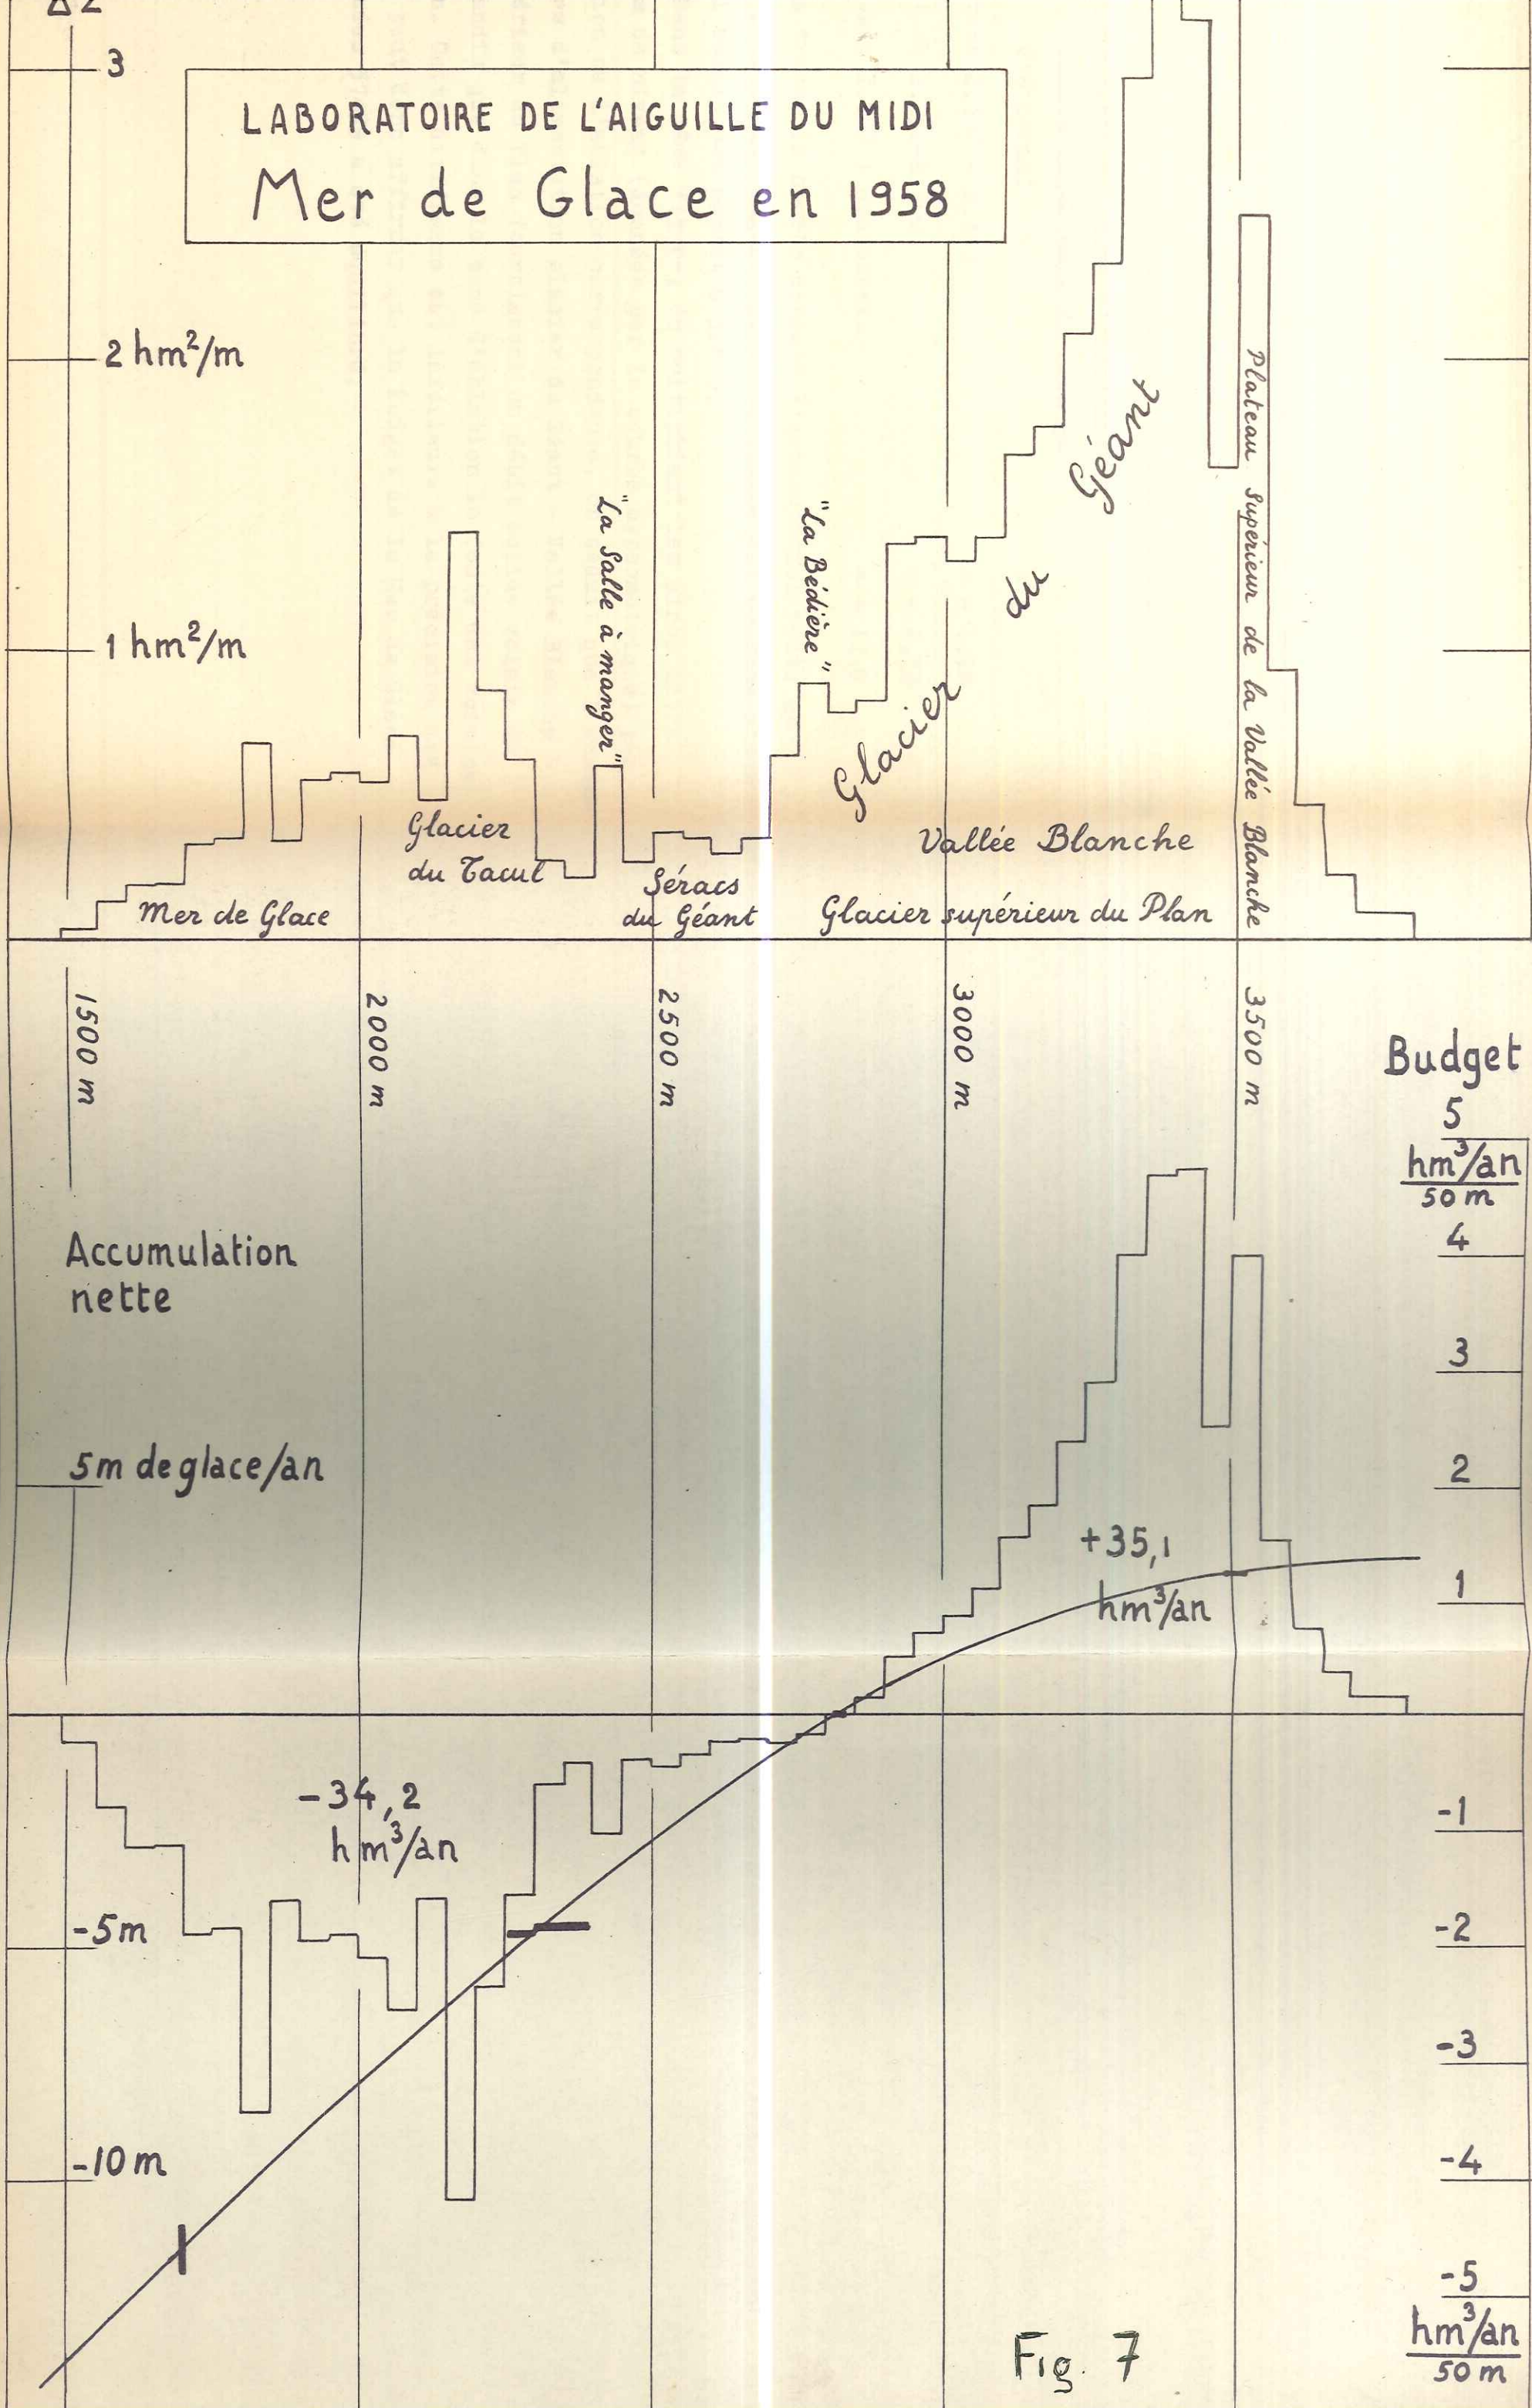 ΔZ
3
LABORATOIRE DE L'AIGUILLE DU MIDI
Mer de Glace en 1958
2 hm²/m
1 hm²/m
"La Salle à manger"
"La Bédière"
Glacier du Géant
Plateau Supérieur de la Vallée Blanche
Glacier
du Tacul
Mer de Glace
Séracs
du Géant
Vallée Blanche
Glacier supérieur du Plan
1500 m
2000 m
2500 m
3000 m
3500 m
Budget
5
hm³/an
50 m
4
3
2
1
Accumulation
nette
5m de glace/an
+35,1
hm³/an
-34,2
hm³/an
-5m
-10m
-1
-2
-3
-4
-5
hm³/an
50 m
Fig. 7